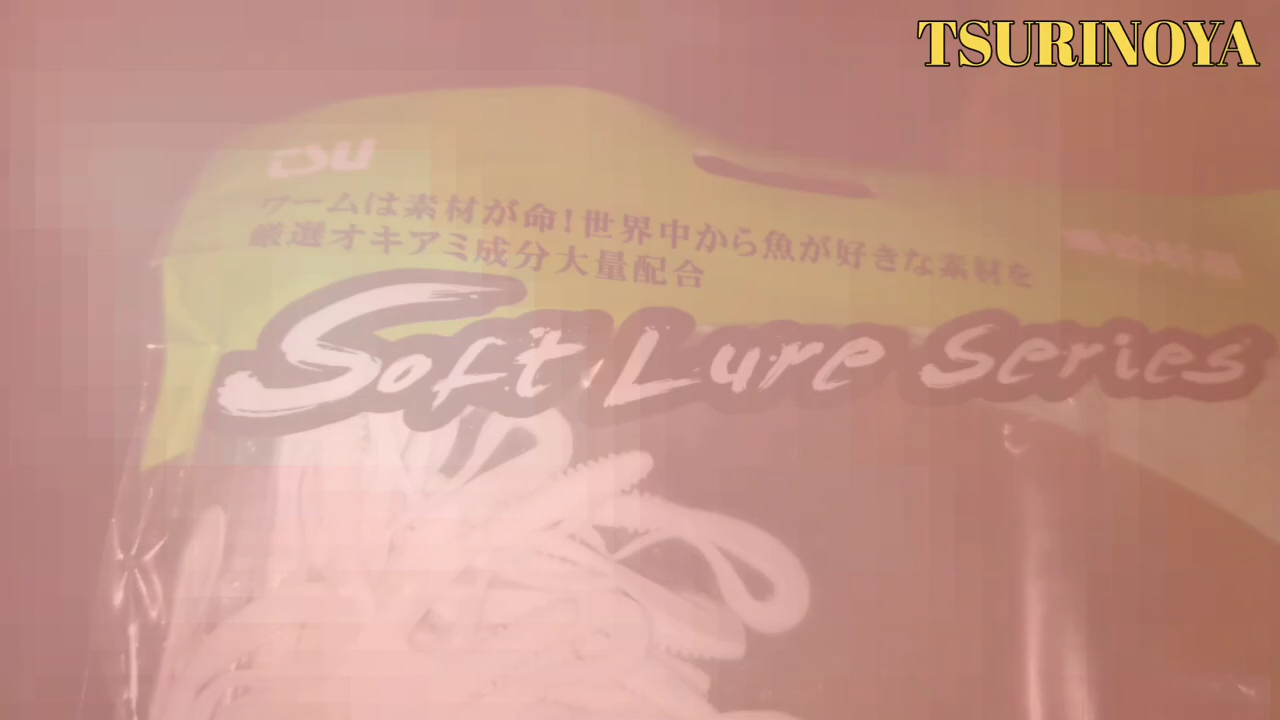 TSURINOYA
ワームは素材が命!世界中から魚が好きな素材を
厳選オキアミ成分大量配合
Soft Lure Series